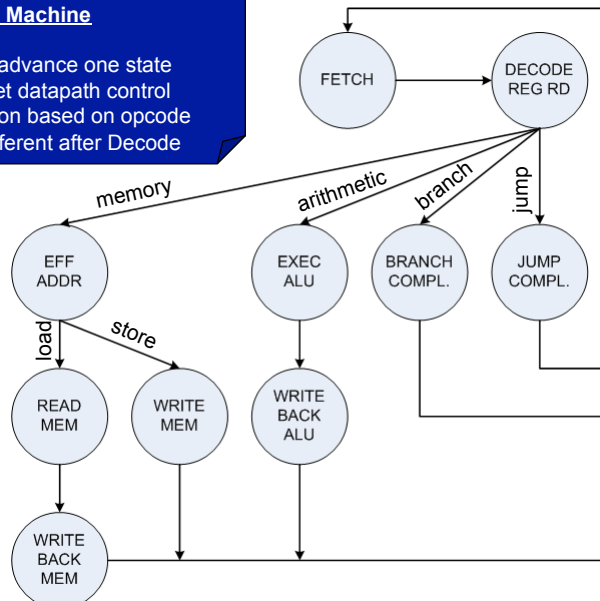 Machine
advance one state
datapath control
on based on opcode
ferent after Decode
FETCH
DECODE
REG RD
memory
arithmetic
branch
jump
EFF
ADDR
EXEC
ALU
BRANCH
COMPL.
JUMP
COMPL.
load
store
READ
MEM
WRITE
MEM
WRITE
BACK
ALU
WRITE
BACK
MEM